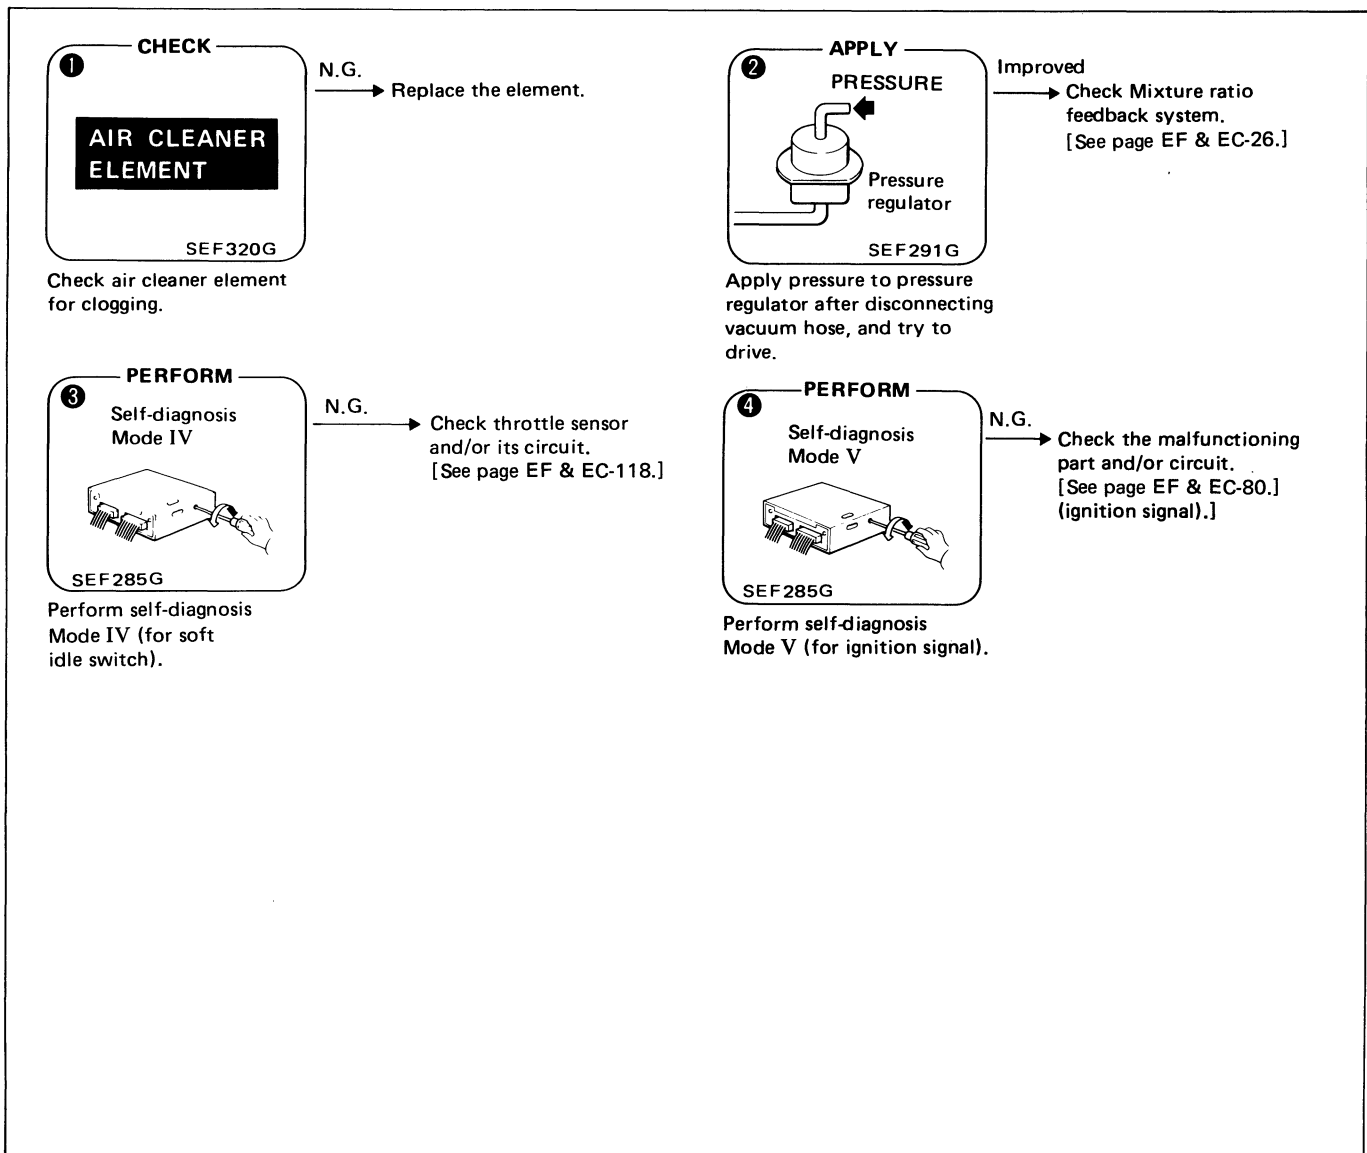 CHECK
1
AIR CLEANER
ELEMENT
SEF320G
N.G.
Replace the element.
Check air cleaner element
for clogging.
APPLY
2
PRESSURE
Pressure
regulator
SEF291G
Improved
Check Mixture ratio
feedback system.
[See page EF & EC-26.]
Apply pressure to pressure
regulator after disconnecting
vacuum hose, and try to
drive.
PERFORM
3
Self-diagnosis
Mode IV
SEF285G
N.G.
Check throttle sensor
and/or its circuit.
[See page EF & EC-118.]
Perform self-diagnosis
Mode IV (for soft
idle switch).
PERFORM
4
Self-diagnosis
Mode V
SEF285G
N.G.
Check the malfunctioning
part and/or circuit.
[See page EF & EC-80.]
(ignition signal).]
Perform self-diagnosis
Mode V (for ignition signal).